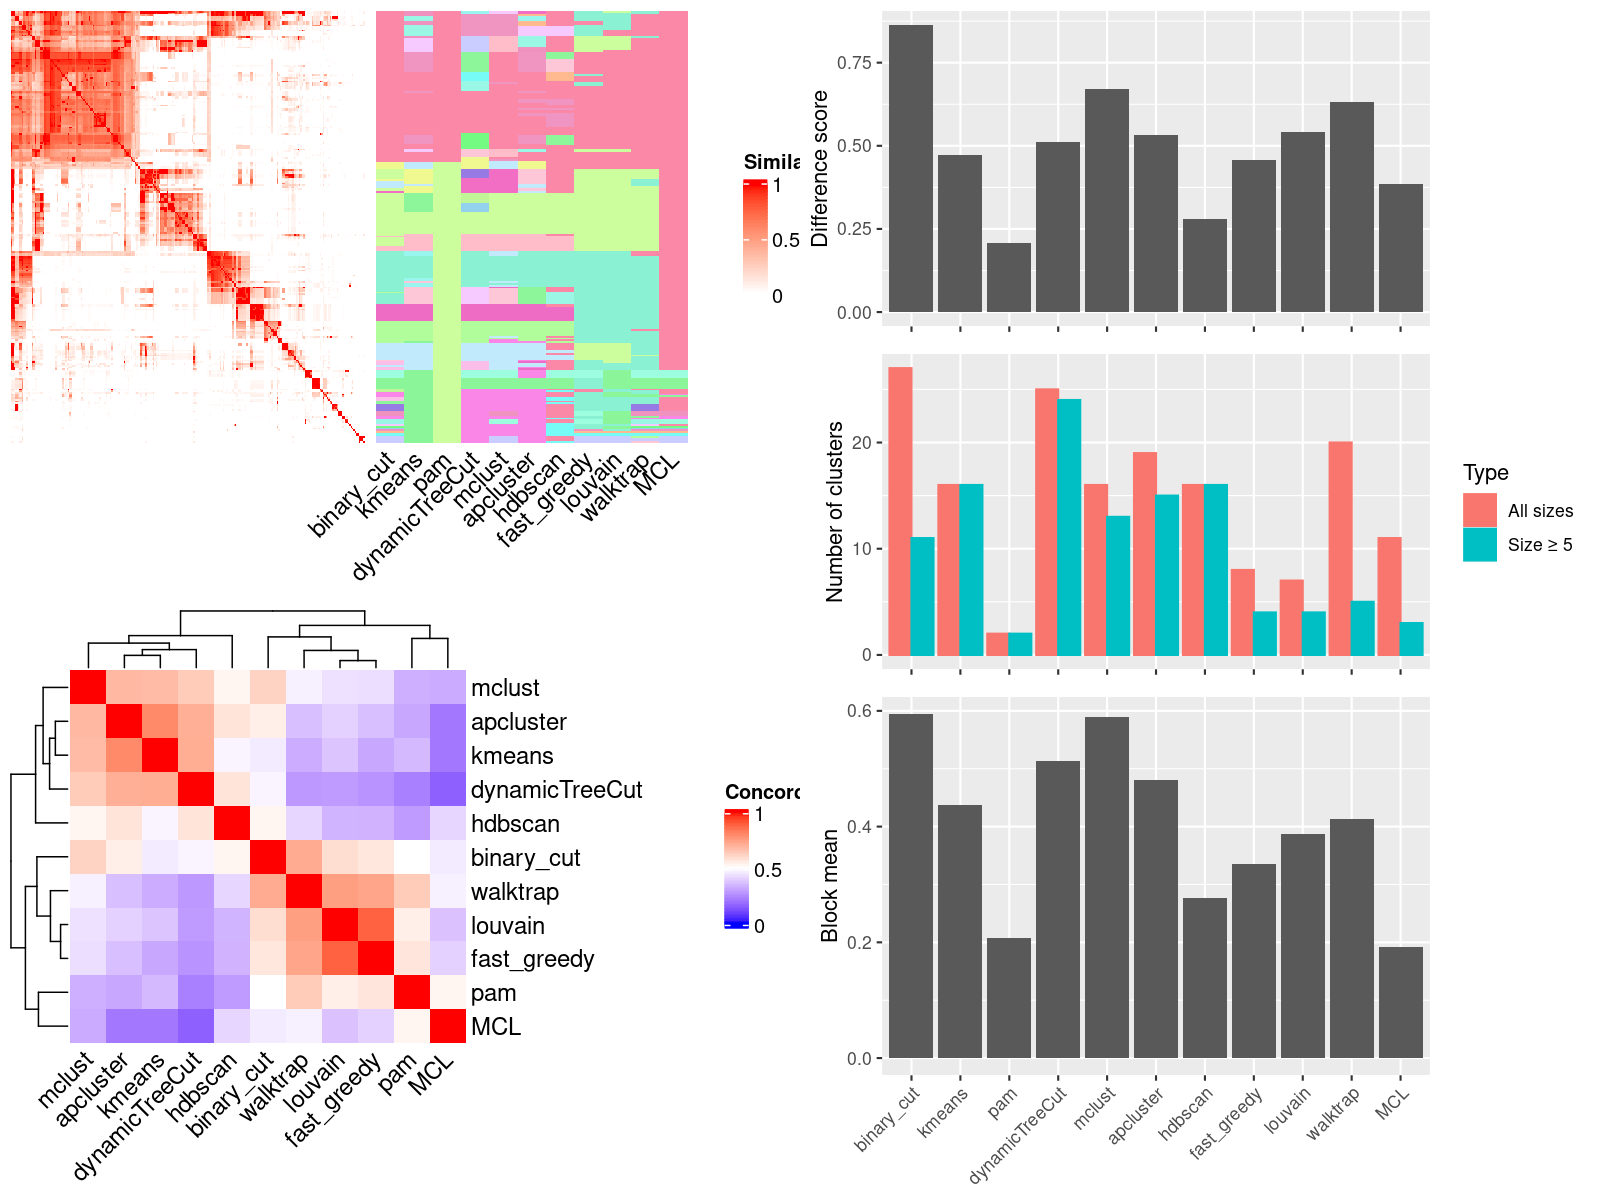 Simila
1
0.5
0
binary_cut
kmeans
pam
dynamicTreeCut
mclust
apcluster
hdbscan
fast_greedy
louvain
walktrap
MCL
mclust
apcluster
kmeans
dynamicTreeCut
hdbscan
binary_cut
walktrap
louvain
fast_greedy
pam
MCL
mclust
apcluster
kmeans
dynamicTreeCut
hdbscan
binary_cut
walktrap
louvain
fast_greedy
pam
MCL
Concord
1
0.5
0
Difference score
0.75
0.50
0.25
0.00
Number of clusters
20
10
0
Type
All sizes
Size ≥ 5
Block mean
0.6
0.4
0.2
0.0
binary_cut
kmeans
pam
dynamicTreeCut
mclust
apcluster
hdbscan
fast_greedy
louvain
walktrap
MCL